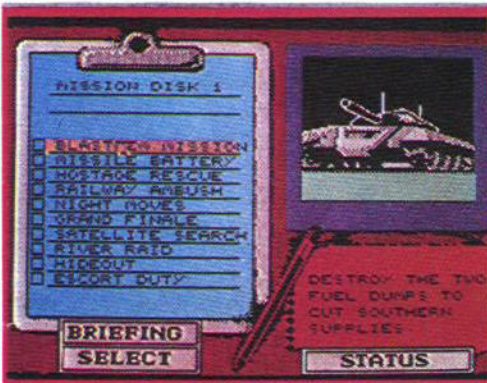 MISSION DISK 1
BLASTEM MISSION
MISSILE BATTERY
HOSTAGE RESCUE
RAILWAY AMBUSH
NIGHT MOVES
GRAND FINALE
SATELLITE SEARCH
RIVER RAID
HIDEOUT
ESCORT DUTY
BRIEFING
SELECT
DESTROY THE TWO
FUEL DUMPS TO
CUT SOUTHERN
SUPPLIES
STATUS